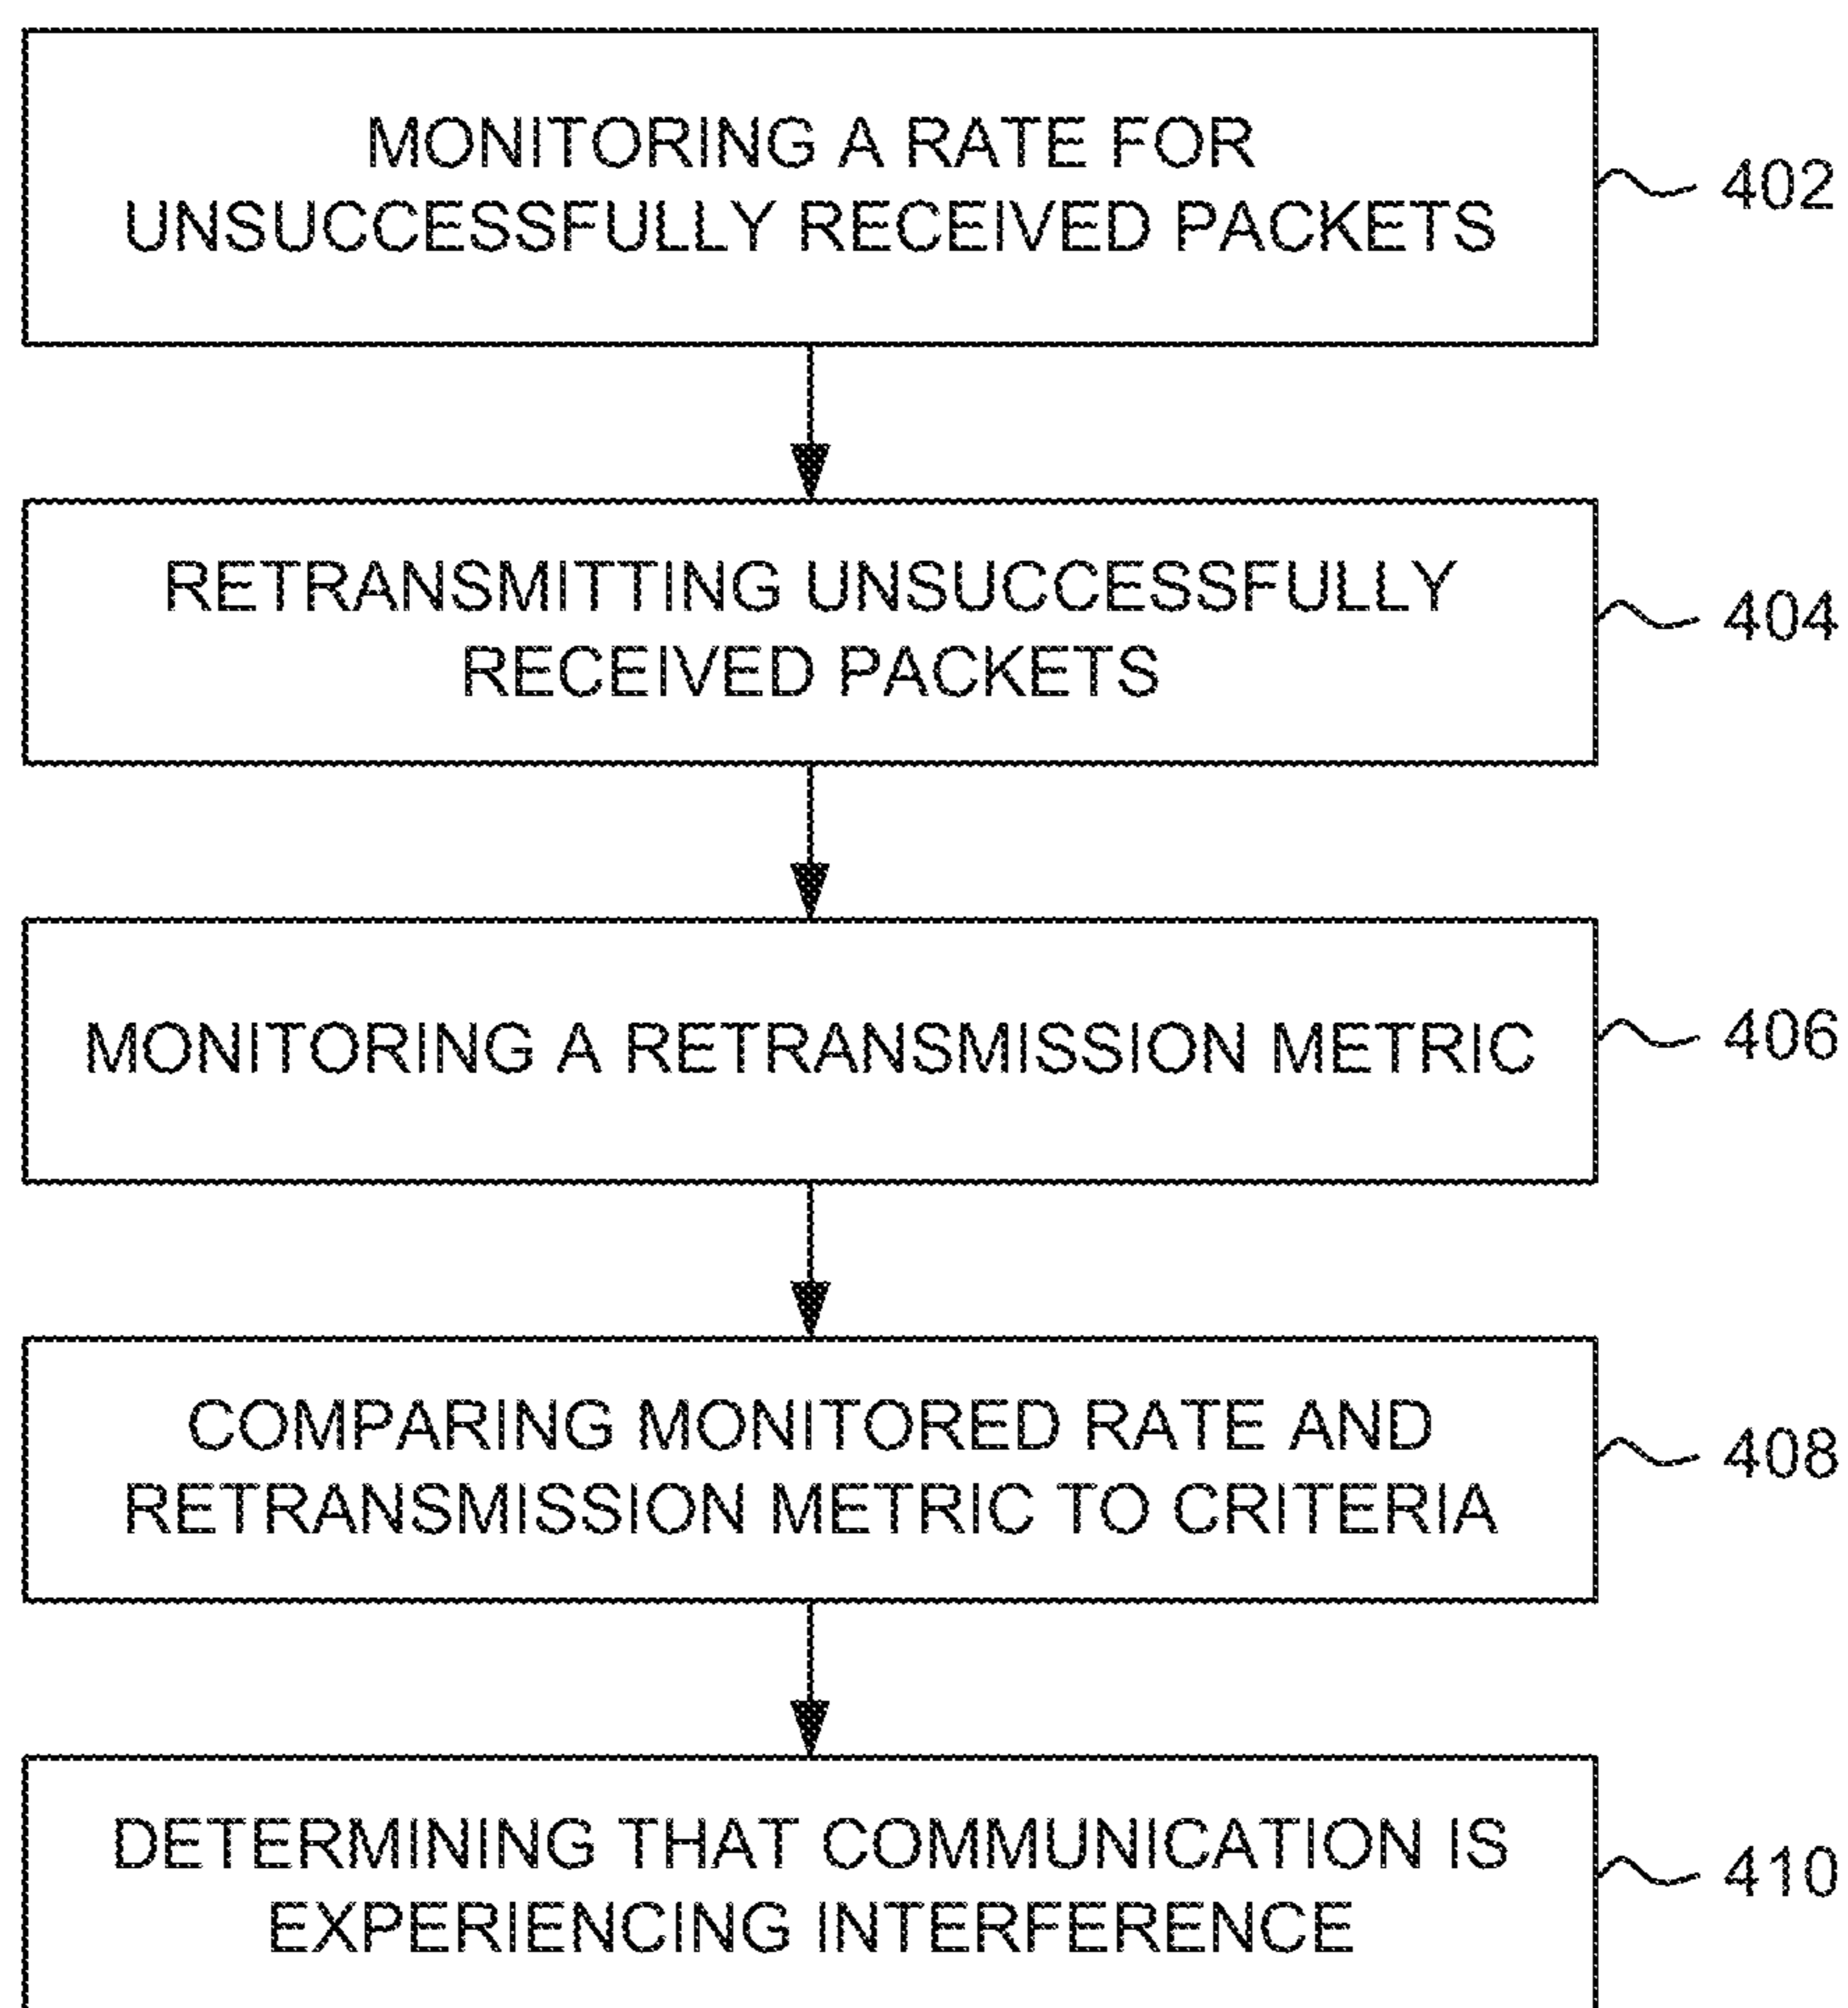 MONITORING A RATE FOR
UNSUCCESSFULLY RECEIVED PACKETS
402
RETRANSMITTING UNSUCCESSFULLY
RECEIVED PACKETS
404
MONITORING A RETRANSMISSION METRIC
406
COMPARING MONITORED RATE AND
RETRANSMISSION METRIC TO CRITERIA
408
DETERMINING THAT COMMUNICATION IS
EXPERIENCING INTERFERENCE
410